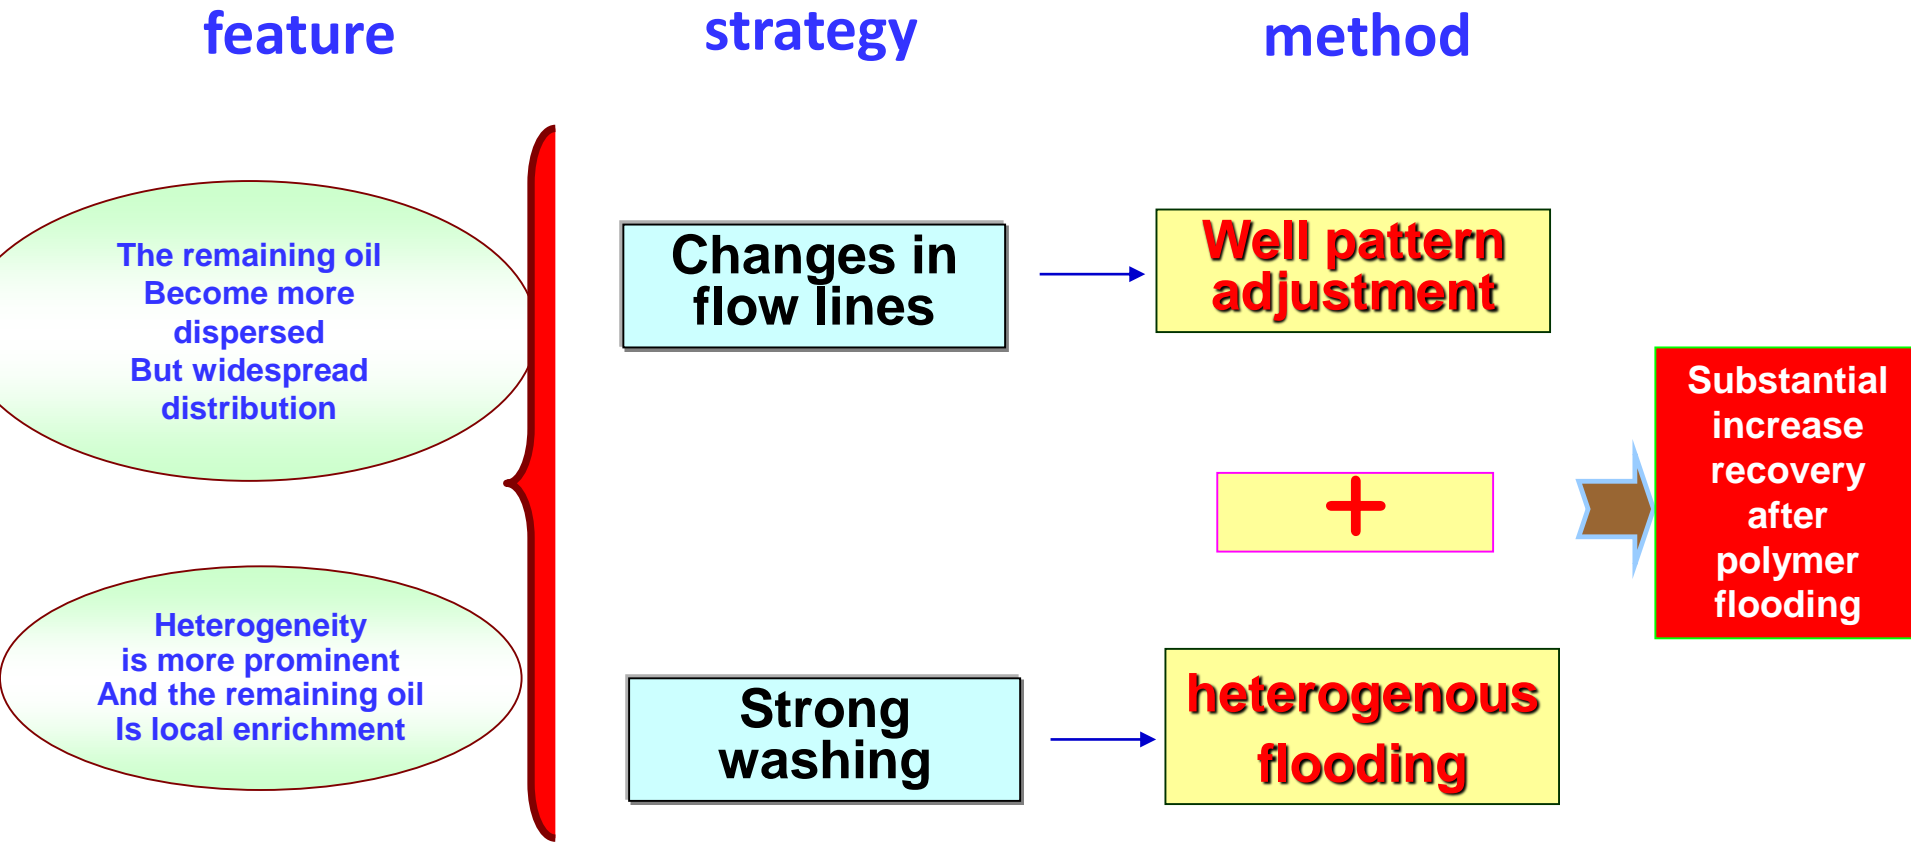 feature
strategy
method
The remaining oil
Become more
dispersed
But widespread
distribution
Heterogeneity
is more prominent
And the remaining oil
Is local enrichment
Changes in
flow lines
Strong
washing
Well pattern
adjustment
+
heterogenous
flooding
Substantial
increase
recovery
after
polymer
flooding